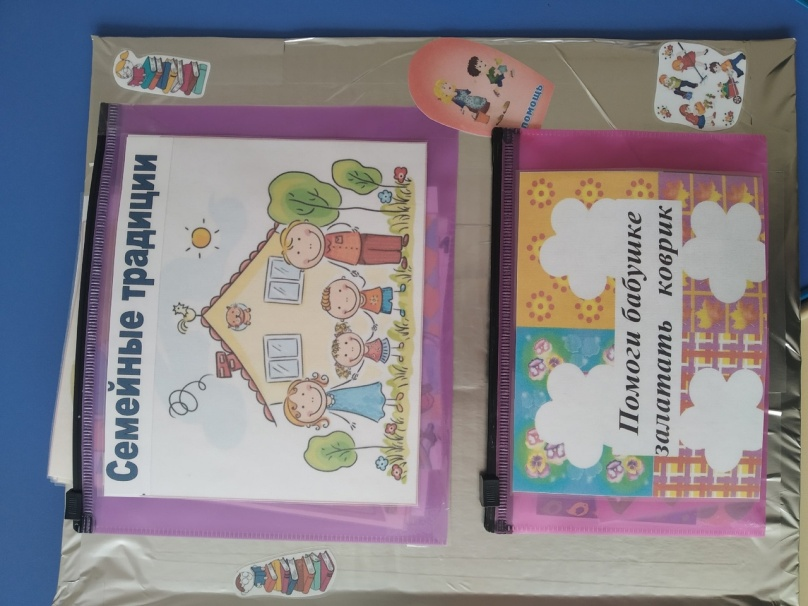 Семейные традиции
помощь
Помоги бабушке
залатать коврик